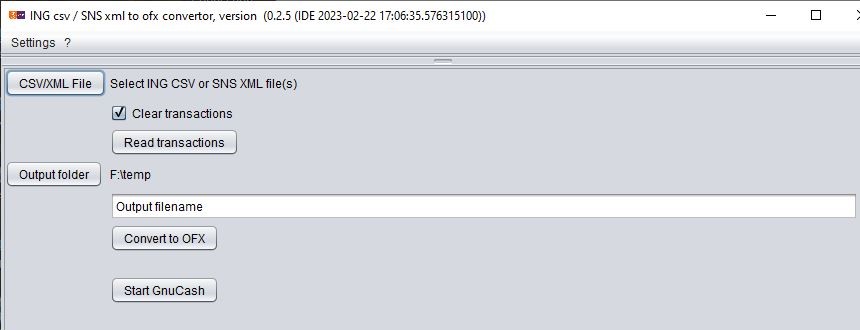 ING csv / SNS xml to ofx convertor, version (0.2.5 (IDE 2023-02-22 17:06:35.576315100))
Settings ?
CSV/XML File Select ING CSV or SNS XML file(s)
Clear transactions
Read transactions
Output folder F:\temp
Output filename
Convert to OFX
Start GnuCash